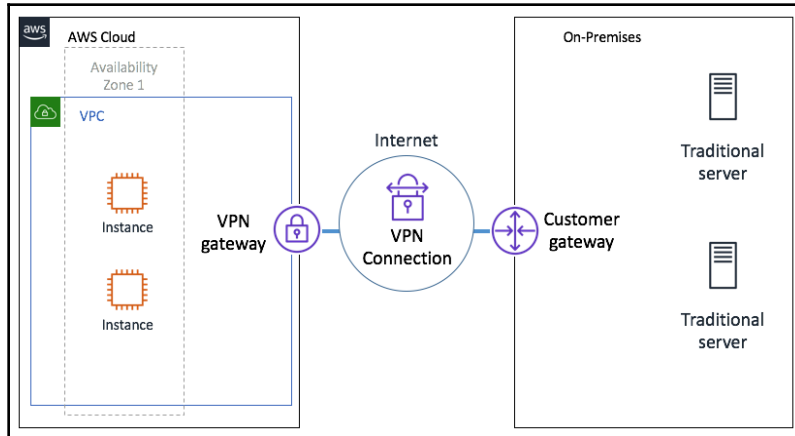 aws
AWS Cloud
Availability
Zone 1
VPC
Instance
Instance
VPN
gateway
Internet
VPN
Connection
Customer
gateway
On-Premises
Traditional
server
Traditional
server